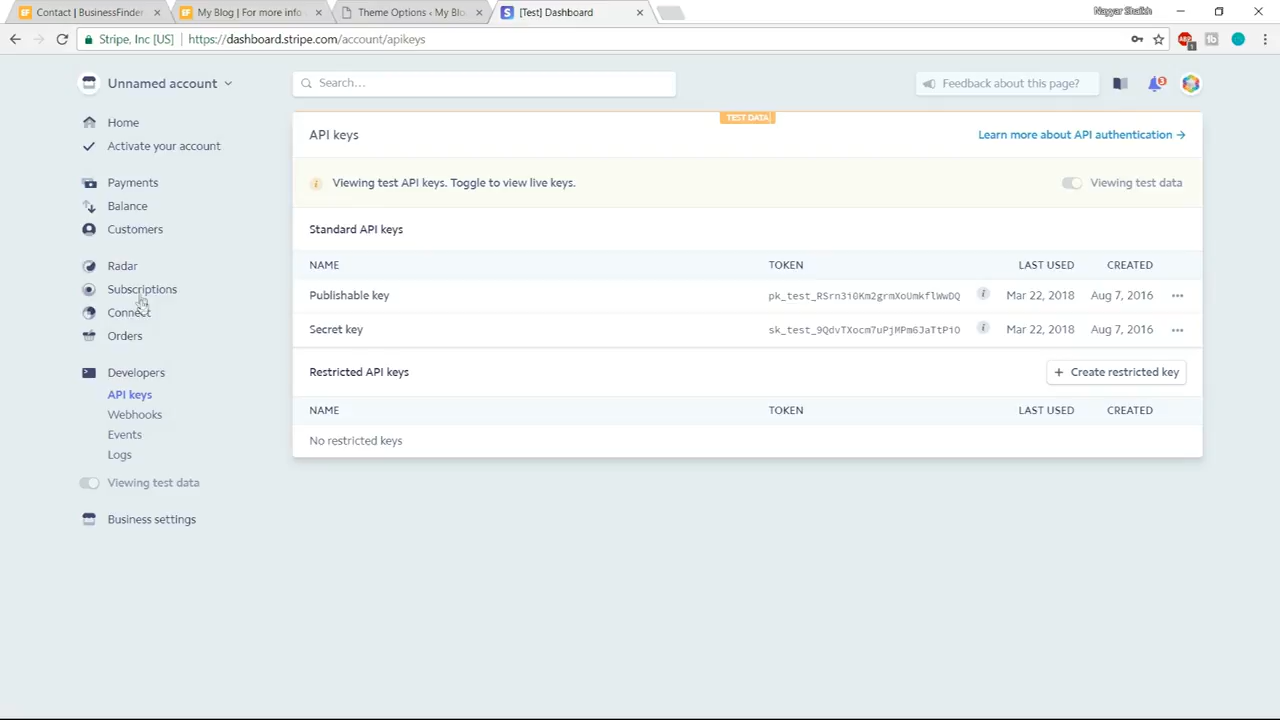 Contact | BusinessFinder
My Blog | For more info
Theme Options ‹ My Blo
[Test] Dashboard
Nayyar Shaikh
Stripe, Inc [US] | https://dashboard.stripe.com/account/apikeys
Unnamed account
Search...
Feedback about this page?
3
Home
Activate your account
Payments
Balance
Customers
Radar
Subscriptions
Connect
Orders
Developers
API keys
Webhooks
Events
Logs
Viewing test data
Business settings
TEST DATA
API keys
Learn more about API authentication →
Viewing test API keys. Toggle to view live keys.
Viewing test data
Standard API keys
NAME TOKEN LAST USED CREATED
Publishable key pk_test_RSrn3i0Km2grmXoUmkflWwDQ Mar 22, 2018 Aug 7, 2016
Secret key sk_test_9QdvTXocm7uPjMPm6JaTtPiO Mar 22, 2018 Aug 7, 2016
Restricted API keys
+ Create restricted key
NAME TOKEN LAST USED CREATED
No restricted keys